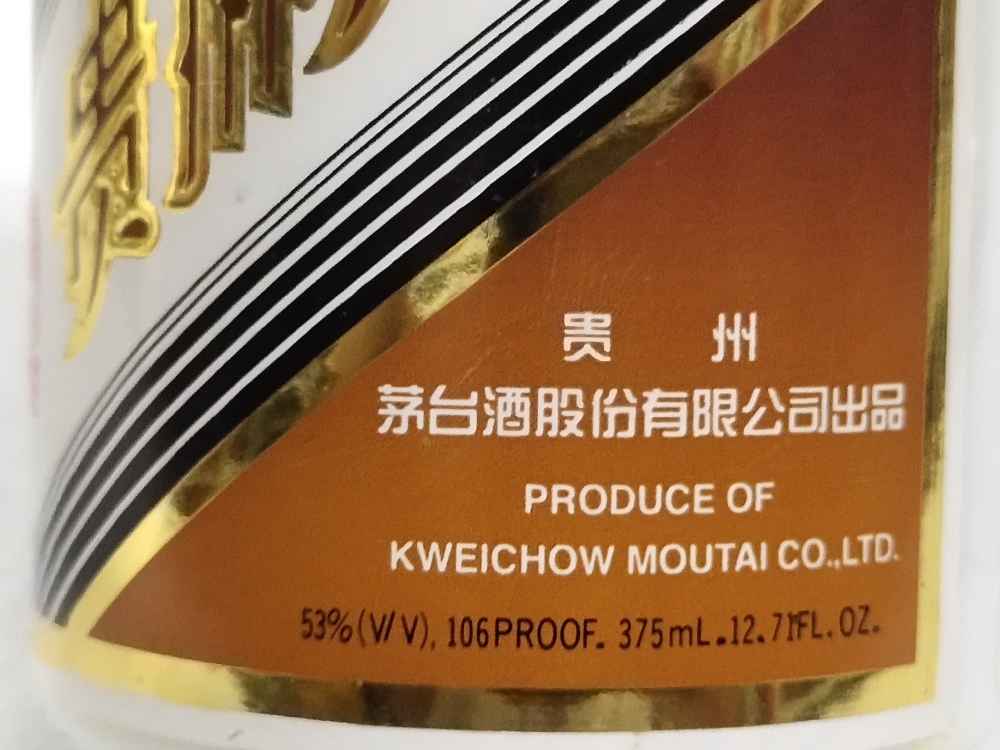 贵 州
茅台酒股份有限公司出品
PRODUCE OF
KWEICHOW MOUTAI CO.,LTD.
53%(V/V), 106PROOF. 375mL.12.71FL.OZ.